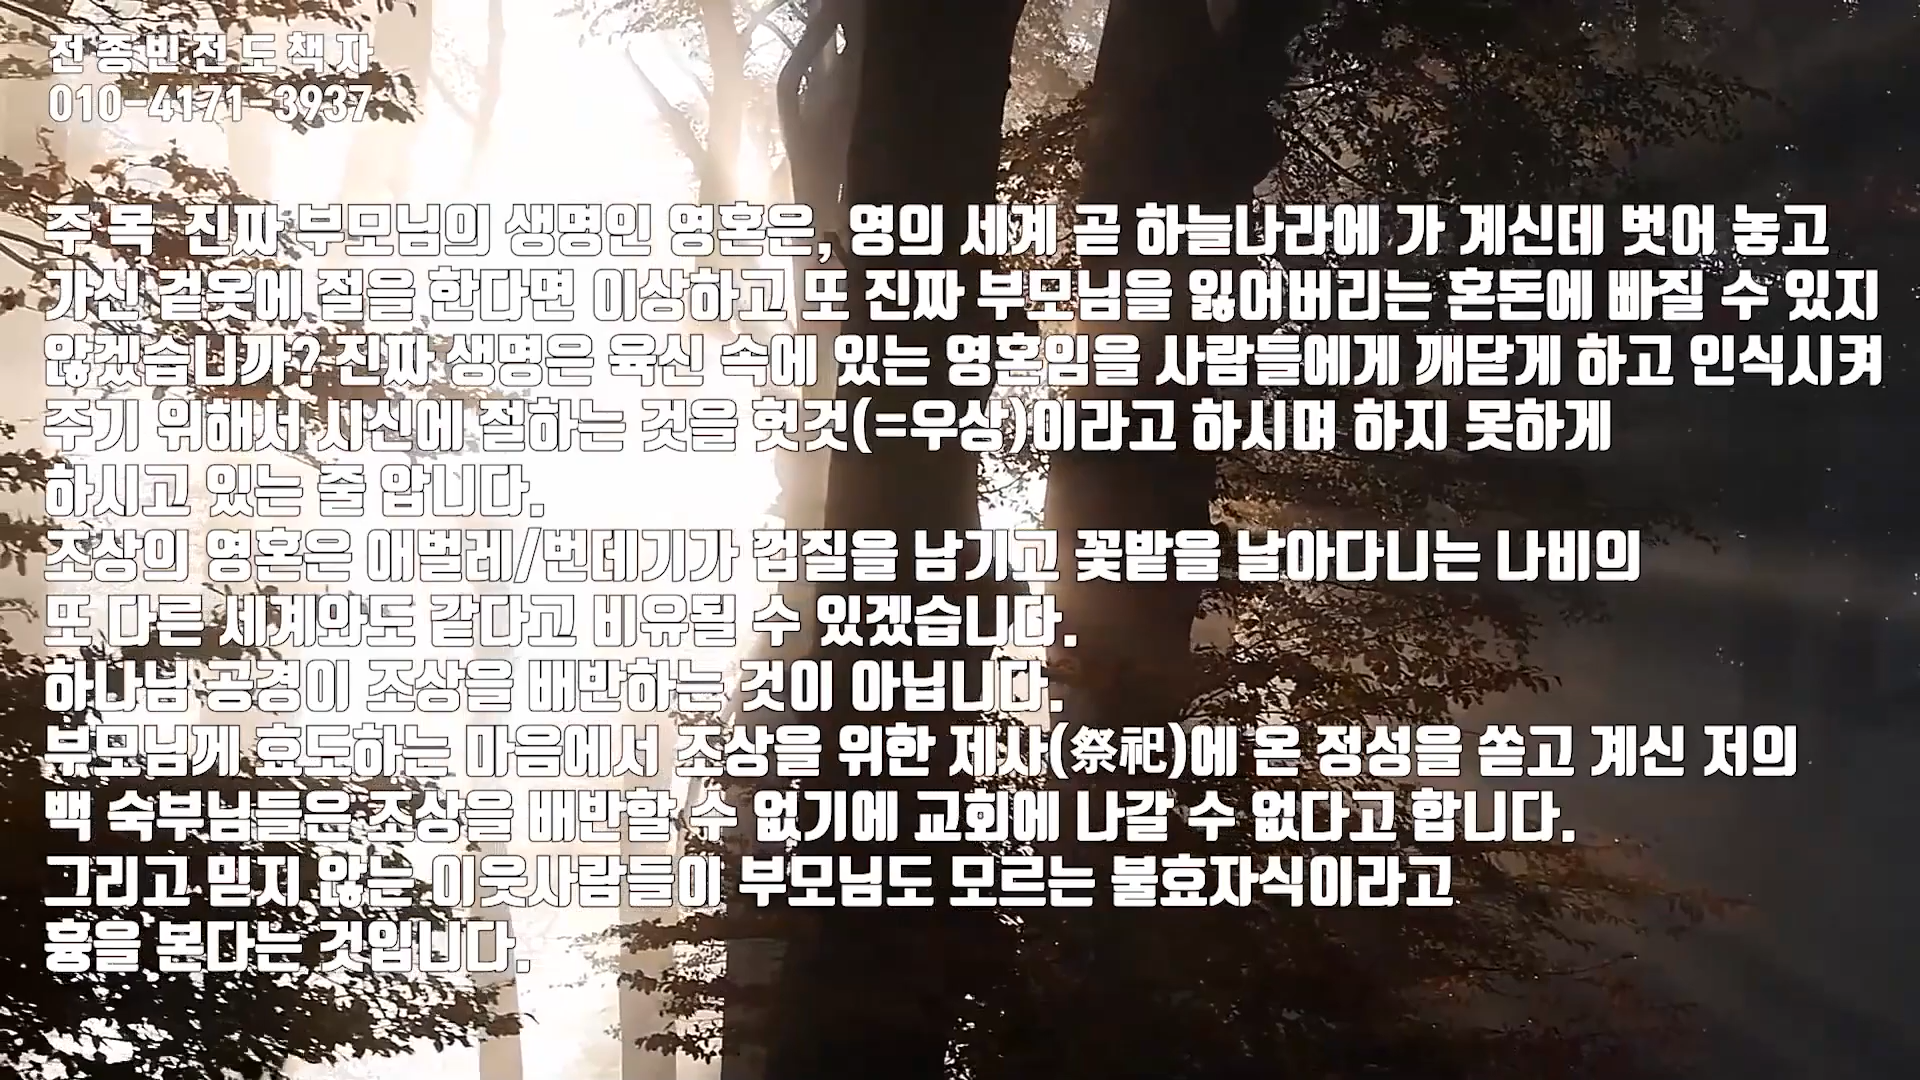 전종빈전도책자
010-4171-3937
주 목 진짜 부모님의 생명인 영혼은, 영의 세계 곧 하늘나라에 가 계신데 벗어 놓고
가신 겉옷에 절을 한다면 이상하고 또 진짜 부모님을 잃어버리는 혼돈에 빠질 수 있지
않겠습니까? 진짜 생명은 육신 속에 있는 영혼임을 사람들에게 깨닫게 하고 인식시켜
주기 위해서 시신에 절하는 것을 헛것(=우상)이라고 하시며 하지 못하게
하시고 있는 줄 압니다.
조상의 영혼은 애벌레/번데기가 껍질을 남기고 꽃밭을 날아다니는 나비의
또 다른 세계와도 같다고 비유될 수 있겠습니다.
하나님 공경이 조상을 배반하는 것이 아닙니다.
부모님께 효도하는 마음에서 조상을 위한 제사(祭祀)에 온 정성을 쏟고 계신 저의
백 숙부님들은 조상을 배반할 수 없기에 교회에 나갈 수 없다고 합니다.
그리고 믿지 않는 이웃사람들이 부모님도 모르는 불효자식이라고
흉을 본다는 것입니다.